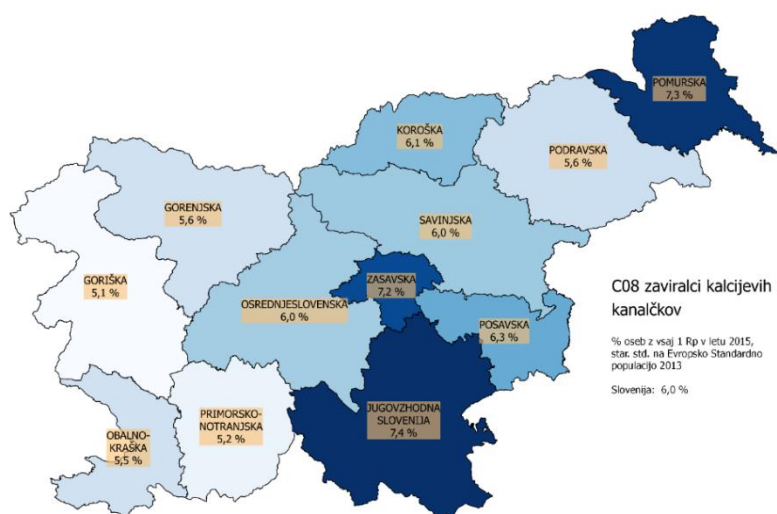 POMURSKA
7,3 %
KOROŠKA
6,1 %
PODRAVSKA
5,6 %
GORENJSKA
5,6 %
SAVINJSKA
6,0 %
GORIŠKA
5,1 %
ZASAVSKA
7,2 %
OSREDNJESLOVENSKA
6,0 %
POSAVSKA
6,3 %
C08 zaviralci kalcijevih
kanalčkov
% oseb z vsaj 1 Rp v letu 2015,
star. std. na Evropsko Standardno
populacijo 2013
Slovenija: 6,0 %
JUGOVZHODNA
SLOVENIJA
7,4 %
PRIMORSKO-
NOTRANJSKA
5,2 %
OBALNO-
KRAŠKA
5,5 %